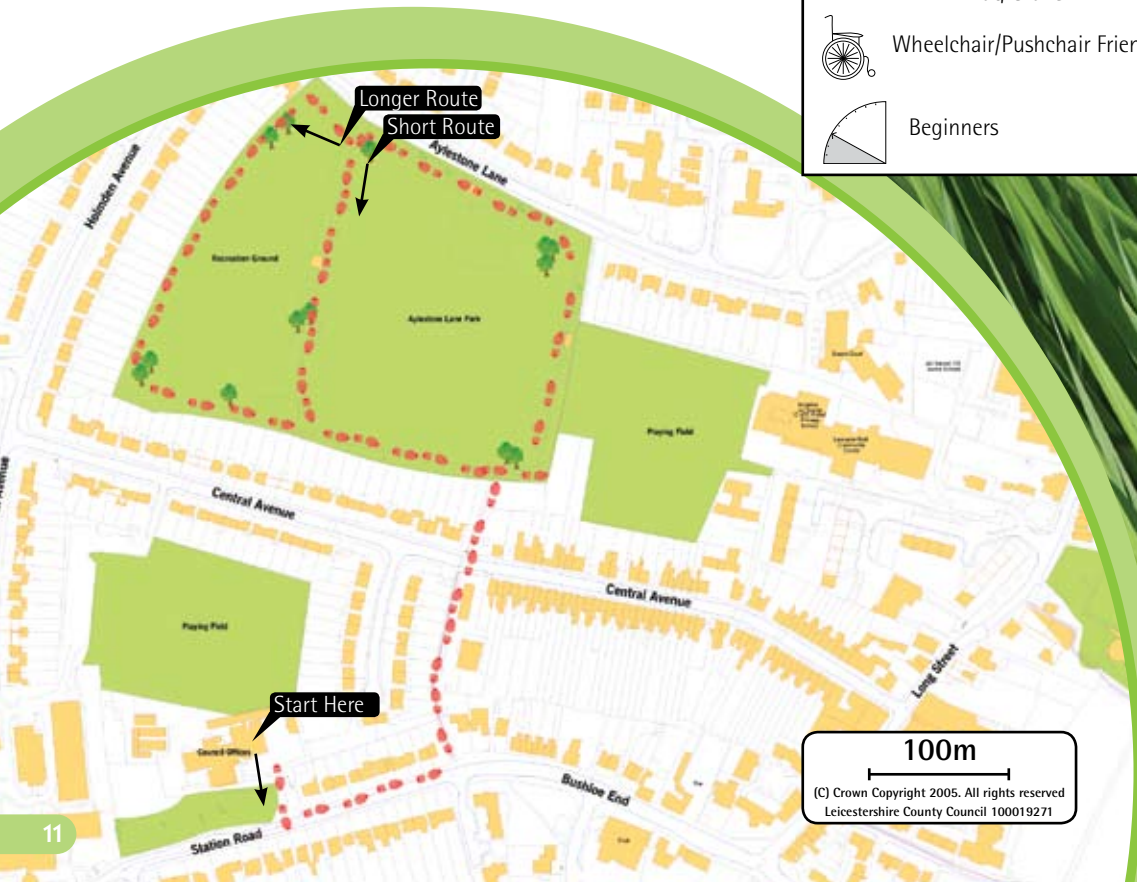 Wheelchair/Pushchair Frien
Beginners
Longer Route
Short Route
Aylestone Lane
Holmden Avenue
Recreation Ground
Aylestone Lane Park
Playing Field
Central Avenue
Central Avenue
Playing Field
Long Street
Start Here
Council Offices
100m
(C) Crown Copyright 2005. All rights reserved
Leicestershire County Council 100019271
Bushloe End
Station Road
11